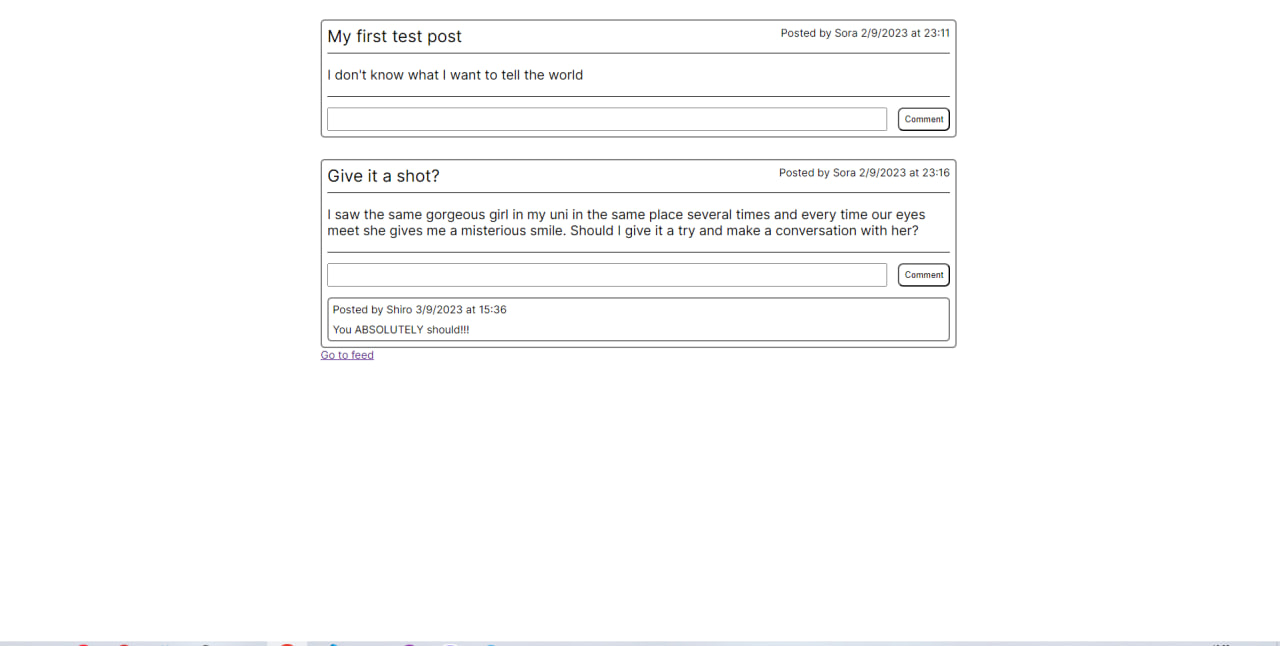 My first test post
Posted by Sora 2/9/2023 at 23:11
I don't know what I want to tell the world
Comment
Give it a shot?
Posted by Sora 2/9/2023 at 23:16
I saw the same gorgeous girl in my uni in the same place several times and every time our eyes
meet she gives me a misterious smile. Should I give it a try and make a conversation with her?
Comment
Posted by Shiro 3/9/2023 at 15:36
You ABSOLUTELY should!!!
Go to feed